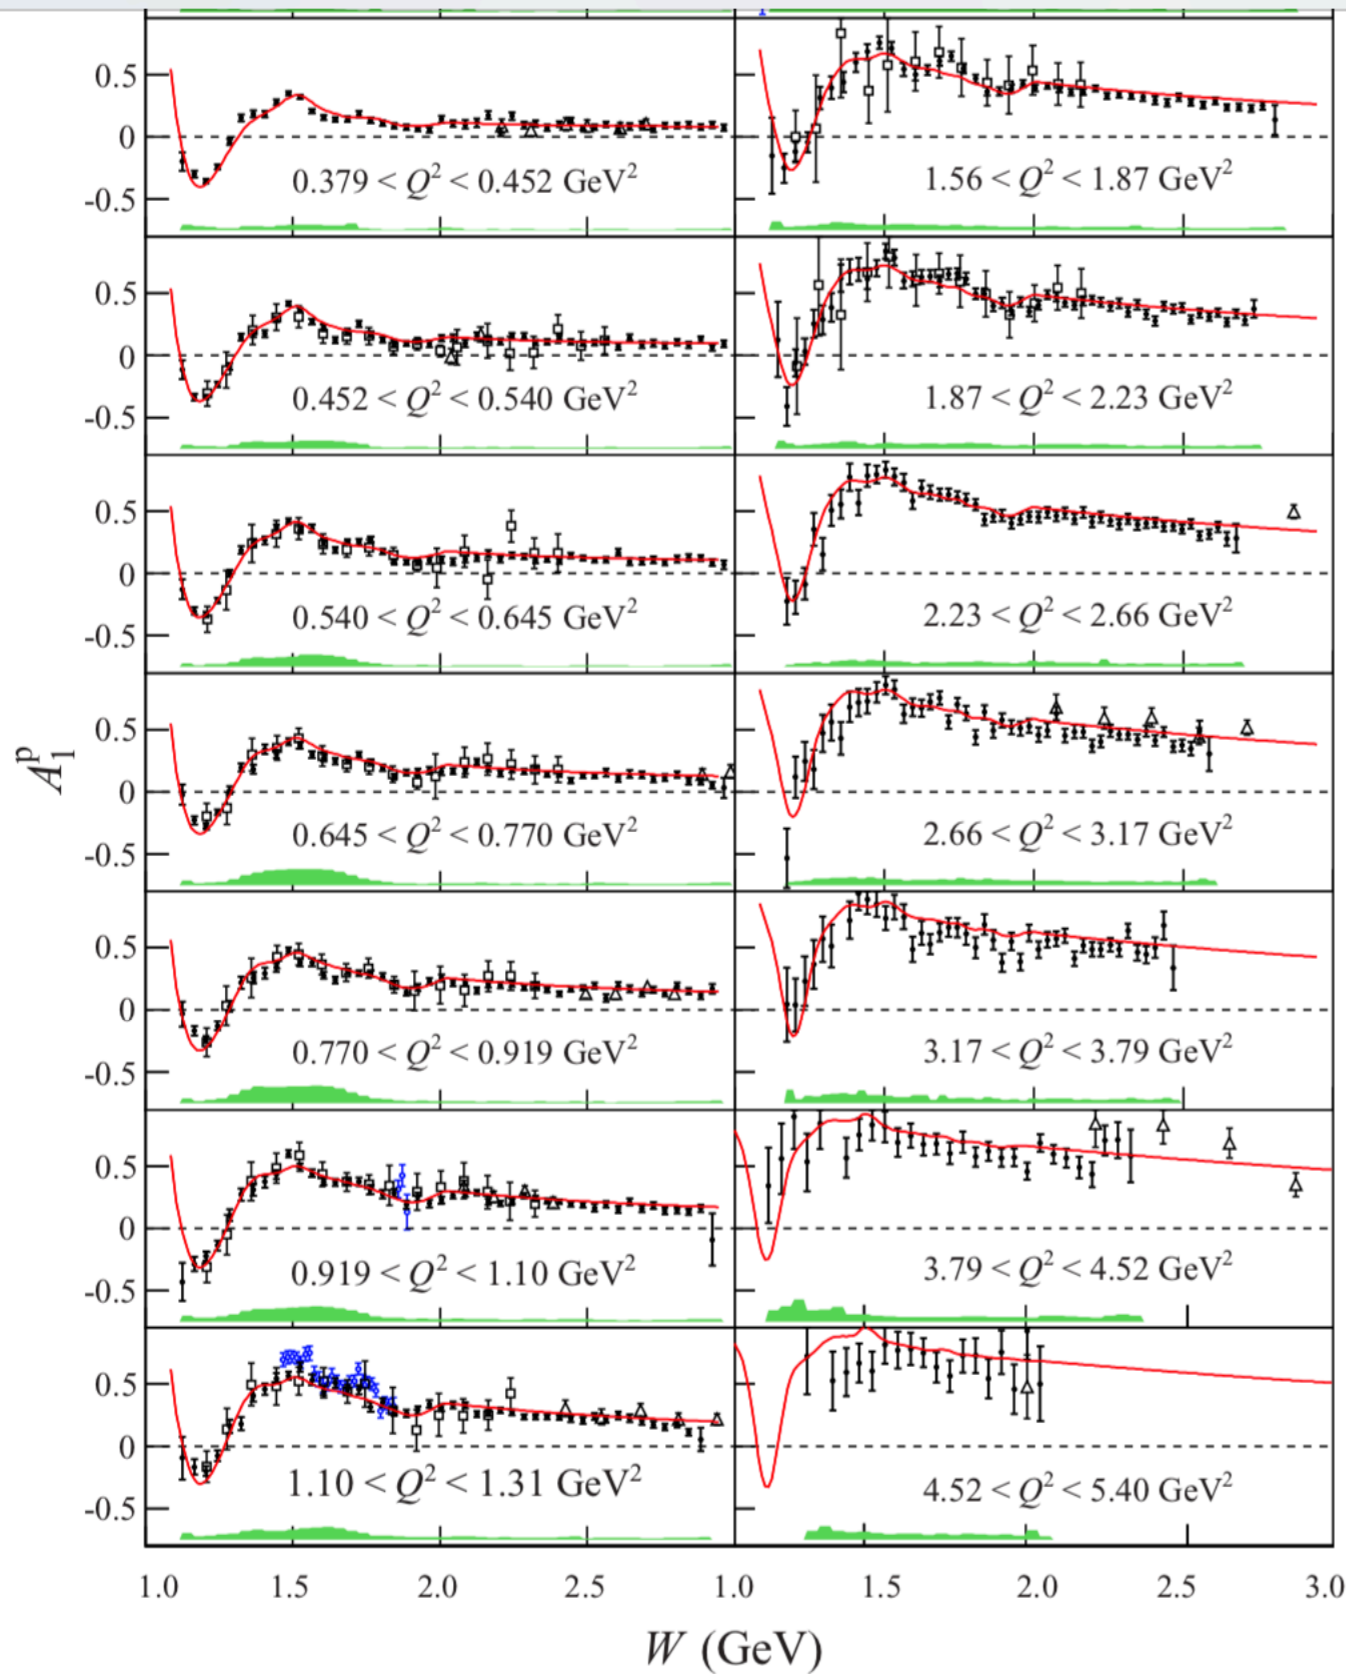 0.5
0
-0.5
0.379 < Q² < 0.452 GeV²
1.56 < Q² < 1.87 GeV²
0.5
0
-0.5
0.452 < Q² < 0.540 GeV²
1.87 < Q² < 2.23 GeV²
0.5
0
-0.5
0.540 < Q² < 0.645 GeV²
2.23 < Q² < 2.66 GeV²
A₁ᵖ
0.5
0
-0.5
0.645 < Q² < 0.770 GeV²
2.66 < Q² < 3.17 GeV²
0.5
0
-0.5
0.770 < Q² < 0.919 GeV²
3.17 < Q² < 3.79 GeV²
0.5
0
-0.5
0.919 < Q² < 1.10 GeV²
3.79 < Q² < 4.52 GeV²
0.5
0
-0.5
1.10 < Q² < 1.31 GeV²
4.52 < Q² < 5.40 GeV²
1.0 1.5 2.0 2.5 1.0 1.5 2.0 2.5 3.0
W (GeV)